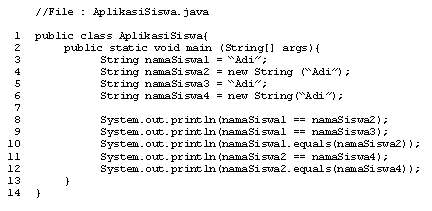 //File : AplikasiSiswa.java
1 public class AplikasiSiswa{
2 public static void main (String[] args){
3 String namaSiswa1 = “Adi”;
4 String namaSiswa2 = new String (“Adi”);
5 String namaSiswa3 = “Adi”;
6 String namaSiswa4 = new String(“Adi”);
7
8 System.out.println(namaSiswa1 == namaSiswa2);
9 System.out.println(namaSiswa1 == namaSiswa3);
10 System.out.println(namaSiswa1.equals(namaSiswa2));
11 System.out.println(namaSiswa2 == namaSiswa4);
12 System.out.println(namaSiswa2.equals(namaSiswa4));
13 }
14 }